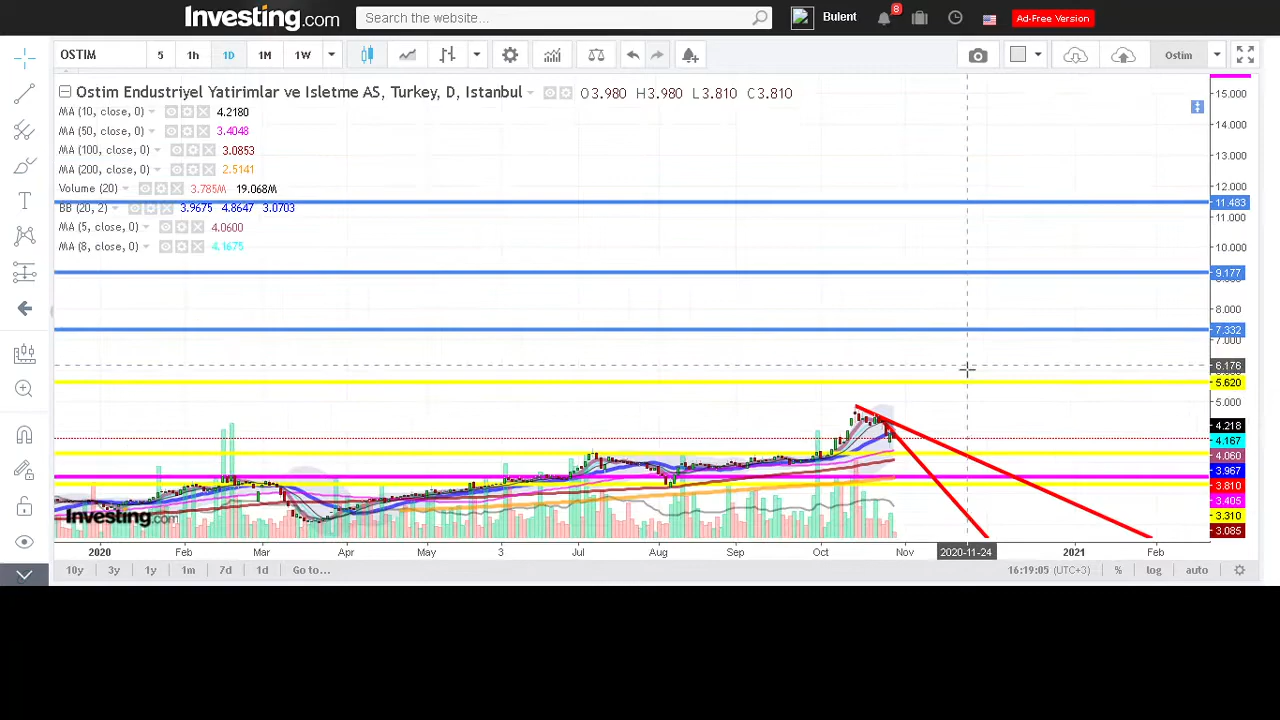 Investing.com
Search the website...
Bulent
8
Ad-Free Version
OSTIM
5 1h 1D 1M 1W
Ostim
Ostim Endustriyel Yatirimlar ve Isletme AS, Turkey, D, Istanbul
O3.980 H3.980 L3.810 C3.810
MA (10, close, 0) 4.2180
MA (50, close, 0) 3.4048
MA (100, close, 0) 3.0853
MA (200, close, 0) 2.5141
Volume (20) 3.785M 19.068M
BB (20, 2) 3.9675 4.8647 3.0703
MA (5, close, 0) 4.0600
MA (8, close, 0) 4.1675
15.000
14.000
13.000
12.000
11.483
11.000
10.000
9.177
8.000
7.332
7.000
6.176
5.620
5.000
4.218
4.167
4.060
3.967
3.810
3.405
3.310
3.085
Investing.com
2020 Feb Mar Apr May 3 Jul Aug Sep Oct Nov 2020-11-24 2021 Feb
10y 3y 1y 1m 7d 1d Go to...
16:19:05 (UTC+3) % log auto